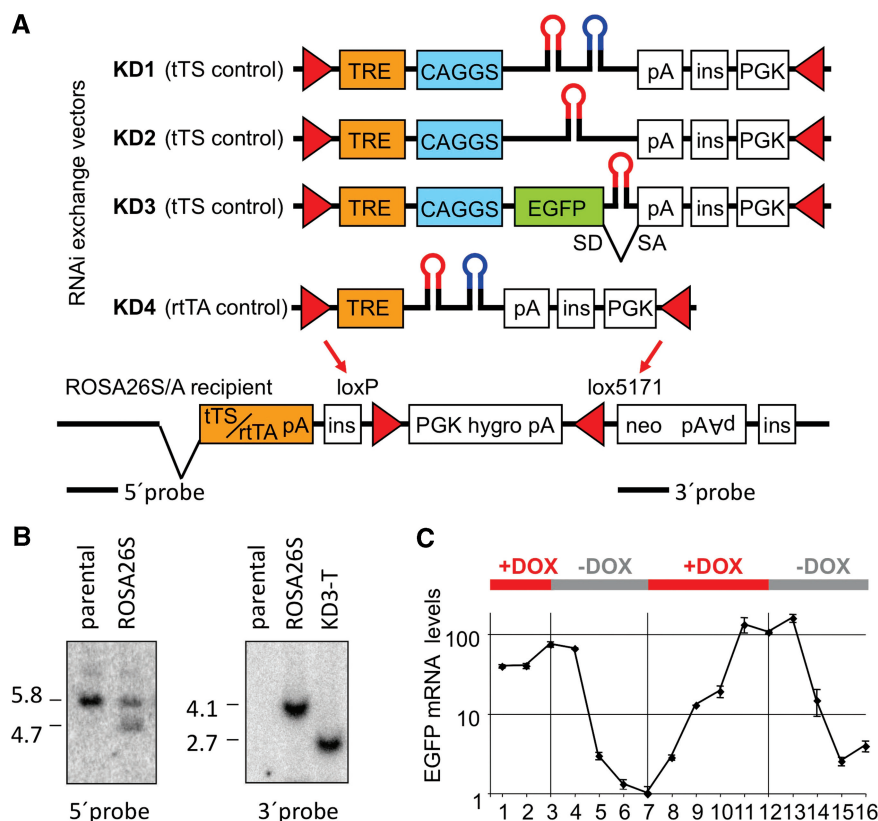 A
RNAi exchange vectors
KD1 (tTS control)
TRE
CAGGS
pA
ins
PGK
KD2 (tTS control)
TRE
CAGGS
pA
ins
PGK
KD3 (tTS control)
TRE
CAGGS
EGFP
pA
ins
PGK
SD
SA
KD4 (rtTA control)
TRE
pA
ins
PGK
ROSA26S/A recipient
loxP
lox5171
tTS/rtTA pA
ins
PGK hygro pA
neo pA pA
ins
5´probe
3´probe
B
parental
ROSA26S
5.8
4.7
5´probe
parental
ROSA26S
KD3-T
4.1
2.7
3´probe
C
+DOX
-DOX
+DOX
-DOX
EGFP mRNA levels
100
10
1
1 2 3 4 5 6 7 8 9 10 11 12 13 14 15 16